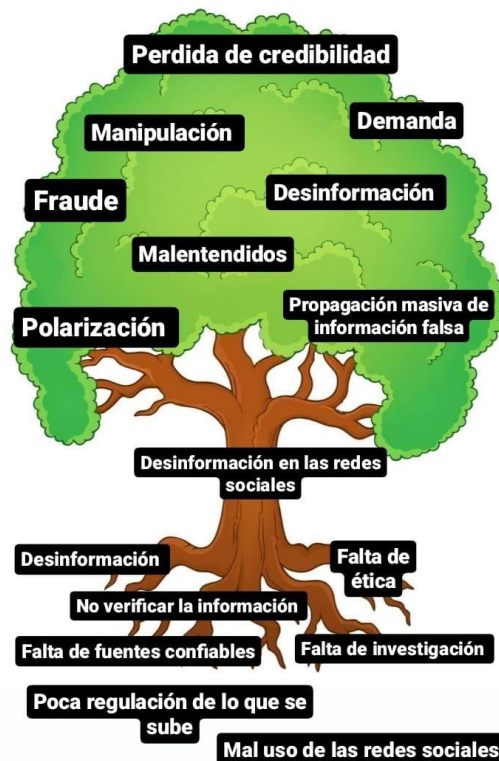 Perdida de credibilidad
Manipulación
Demanda
Fraude
Desinformación
Malentendidos
Polarización
Propagación masiva de
información falsa
Desinformación en las redes
sociales
Desinformación
Falta de
ética
No verificar la información
Falta de fuentes confiables
Falta de investigación
Poca regulación de lo que se
sube
Mal uso de las redes sociales